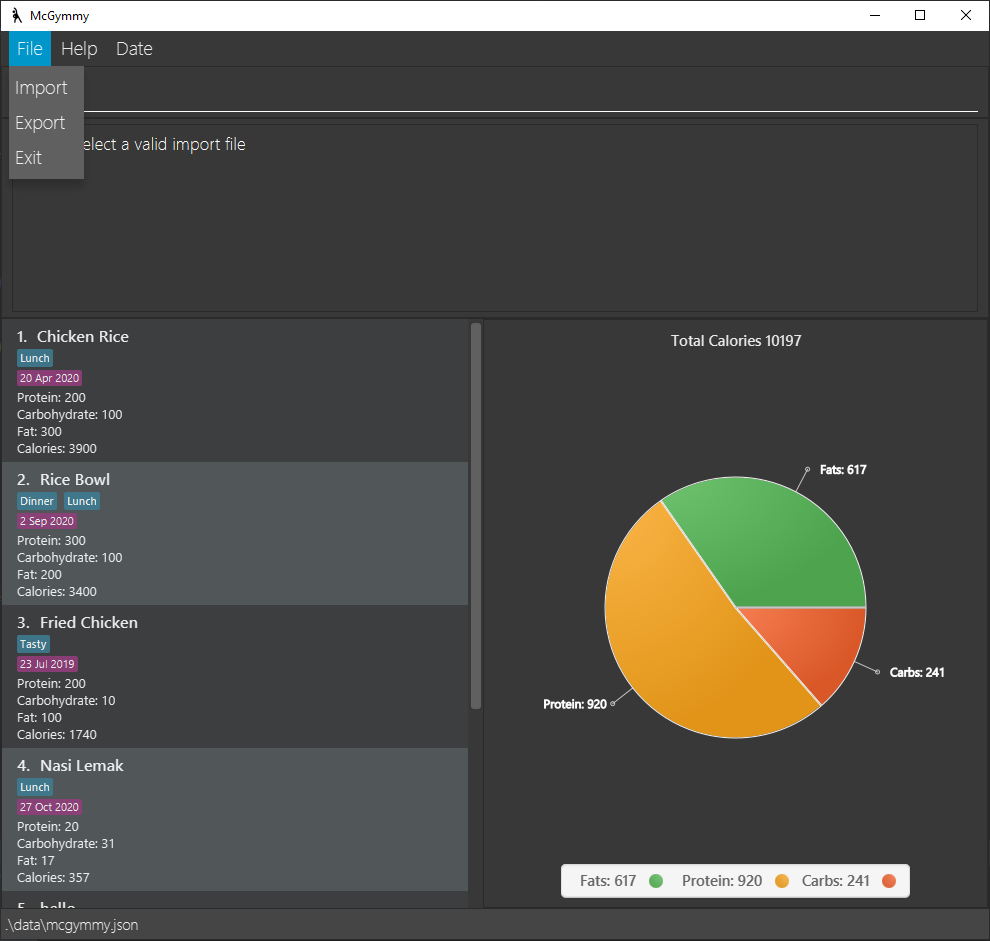 McGymmy
File Help Date
Import
Export
Exit
elect a valid import file
1. Chicken Rice
Lunch
20 Apr 2020
Protein: 200
Carbohydrate: 100
Fat: 300
Calories: 3900
2. Rice Bowl
Dinner Lunch
2 Sep 2020
Protein: 300
Carbohydrate: 100
Fat: 200
Calories: 3400
3. Fried Chicken
Tasty
23 Jul 2019
Protein: 200
Carbohydrate: 10
Fat: 100
Calories: 1740
4. Nasi Lemak
Lunch
27 Oct 2020
Protein: 20
Carbohydrate: 31
Fat: 17
Calories: 357
5. hello
Total Calories 10197
Fats: 617
Carbs: 241
Protein: 920
Fats: 617 Protein: 920 Carbs: 241
.\data\mcgymmy.json